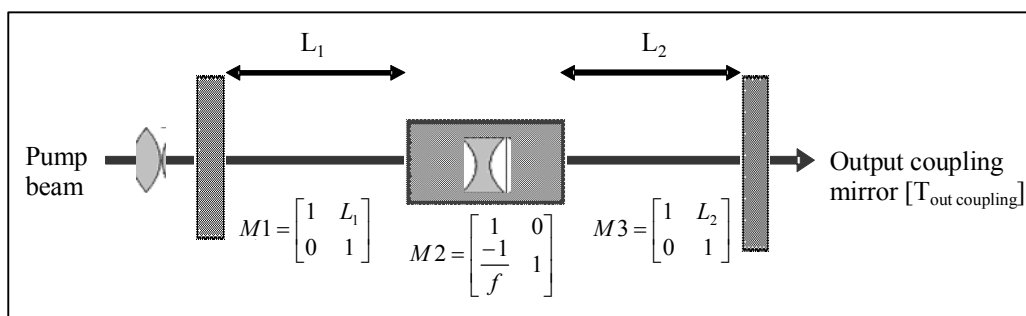 L₁
L₂
Pump
beam
Output coupling
mirror [T_out coupling]
M1 = [1 L₁
0 1]
M2 = [1 0
-1/f 1]
M3 = [1 L₂
0 1]